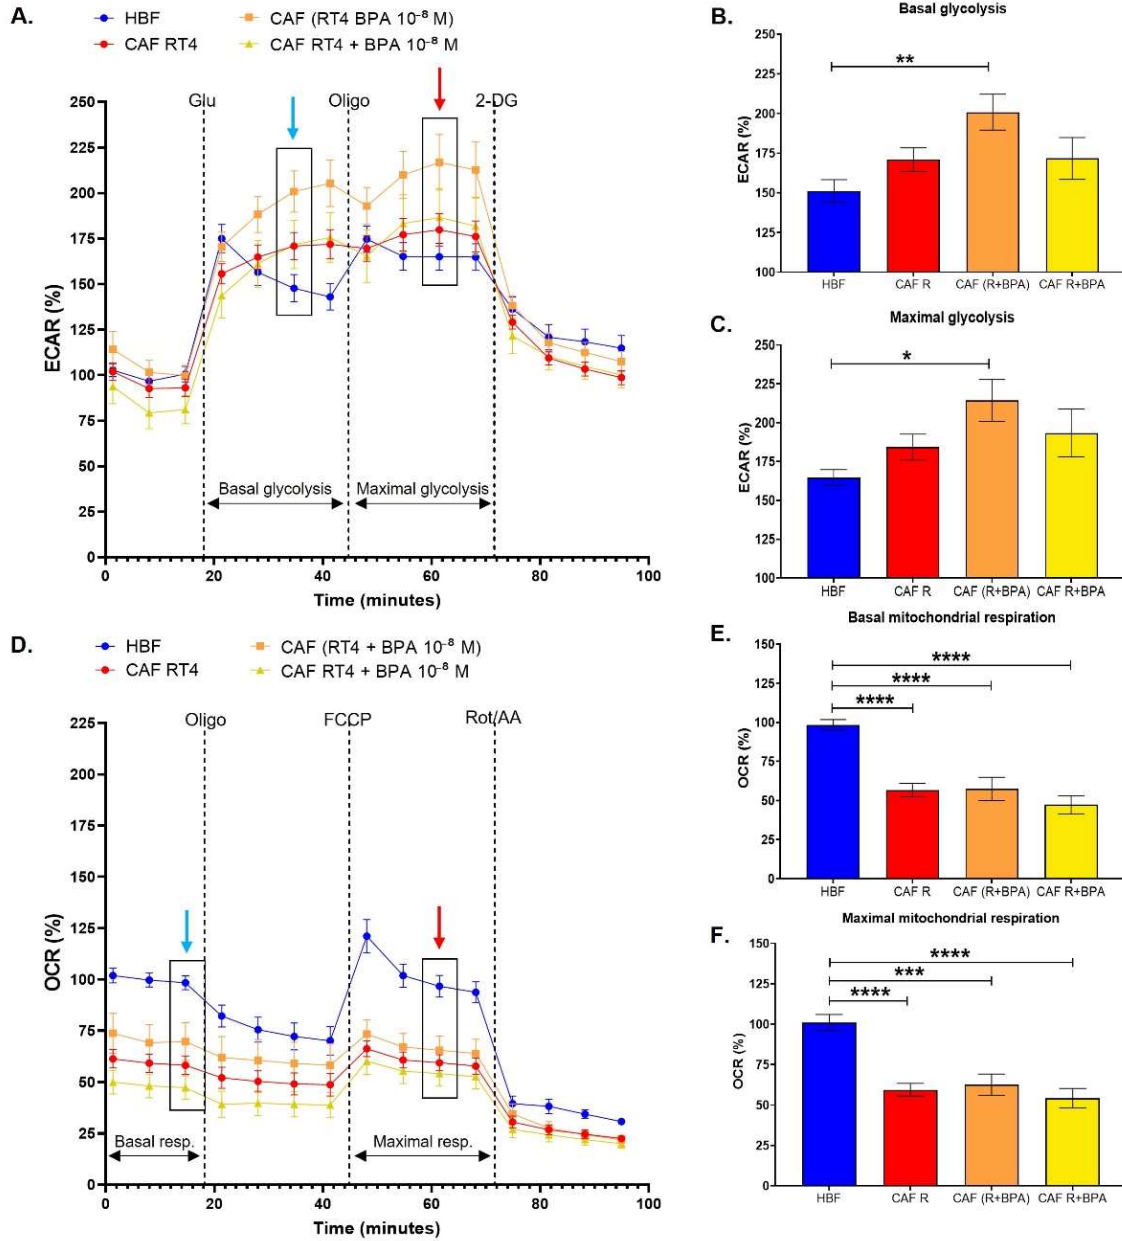 A.
HBF
CAF (RT4 BPA 10⁻⁸ M)
CAF RT4
CAF RT4 + BPA 10⁻⁸ M
Glu
Oligo
2-DG
ECAR (%)
250
225
200
175
150
125
100
75
50
25
0
Basal glycolysis
Maximal glycolysis
0 20 40 60 80 100
Time (minutes)
B.
Basal glycolysis
**
ECAR (%)
250
225
200
175
150
125
100
HBF CAF R CAF (R+BPA) CAF R+BPA
C.
Maximal glycolysis
*
ECAR (%)
250
225
200
175
150
125
100
HBF CAF R CAF (R+BPA) CAF R+BPA
D.
HBF
CAF (RT4 + BPA 10⁻⁸ M)
CAF RT4
CAF RT4 + BPA 10⁻⁸ M
Oligo
FCCP
Rot/AA
OCR (%)
225
200
175
150
125
100
75
50
25
0
Basal resp.
Maximal resp.
0 20 40 60 80 100
Time (minutes)
E.
Basal mitochondrial respiration
****
****
****
OCR (%)
150
125
100
75
50
25
0
HBF CAF R CAF (R+BPA) CAF R+BPA
F.
Maximal mitochondrial respiration
****
***
****
OCR (%)
150
125
100
75
50
25
0
HBF CAF R CAF (R+BPA) CAF R+BPA